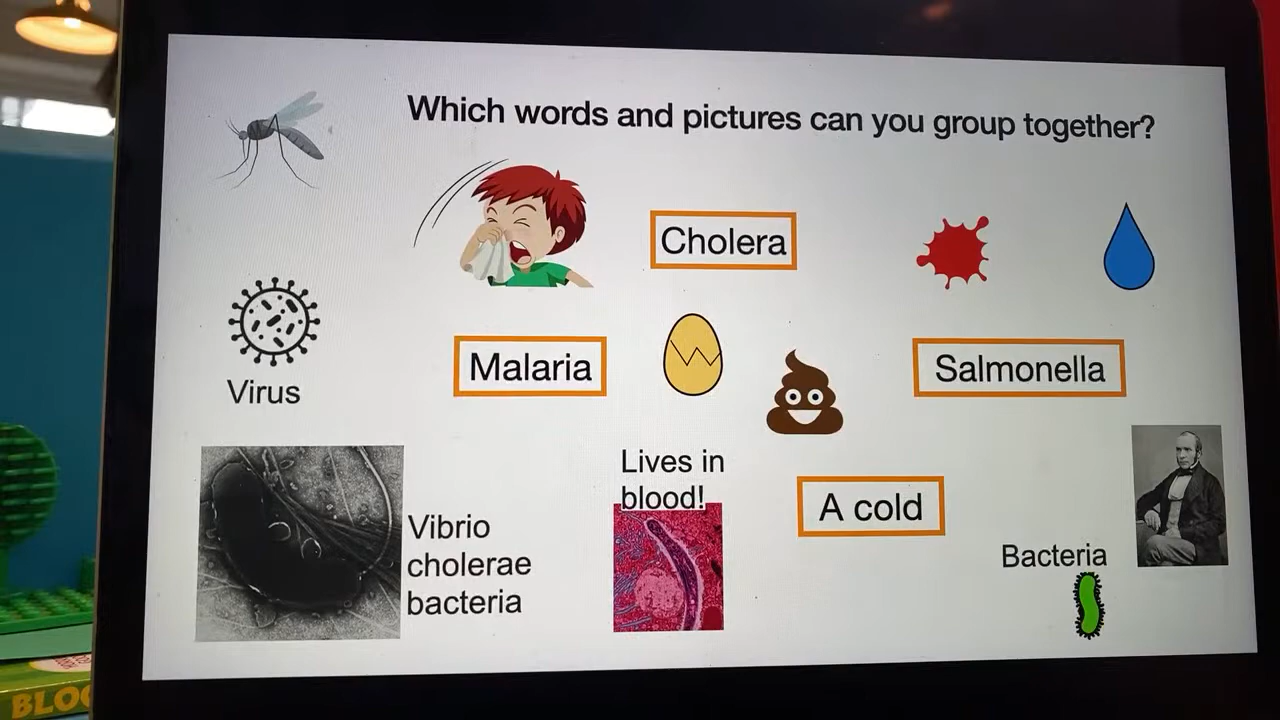 Which words and pictures can you group together?
Cholera
Malaria
Salmonella
Virus
Lives in
blood!
A cold
Vibrio
cholerae
bacteria
Bacteria